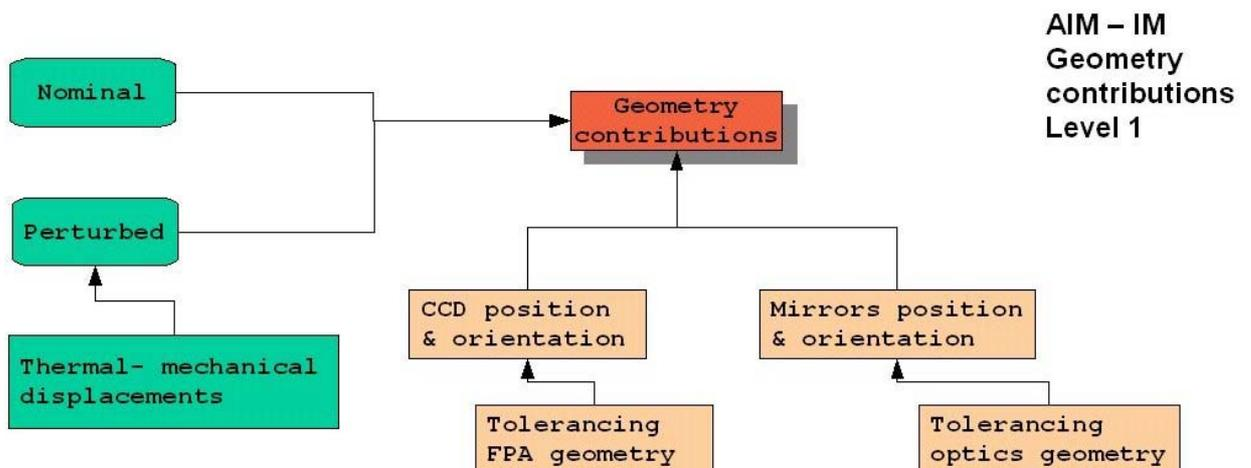 AIM – IM
Geometry
contributions
Level 1
Nominal
Geometry
contributions
Perturbed
CCD position
& orientation
Mirrors position
& orientation
Thermal- mechanical
displacements
Tolerancing
FPA geometry
Tolerancing
optics geometry